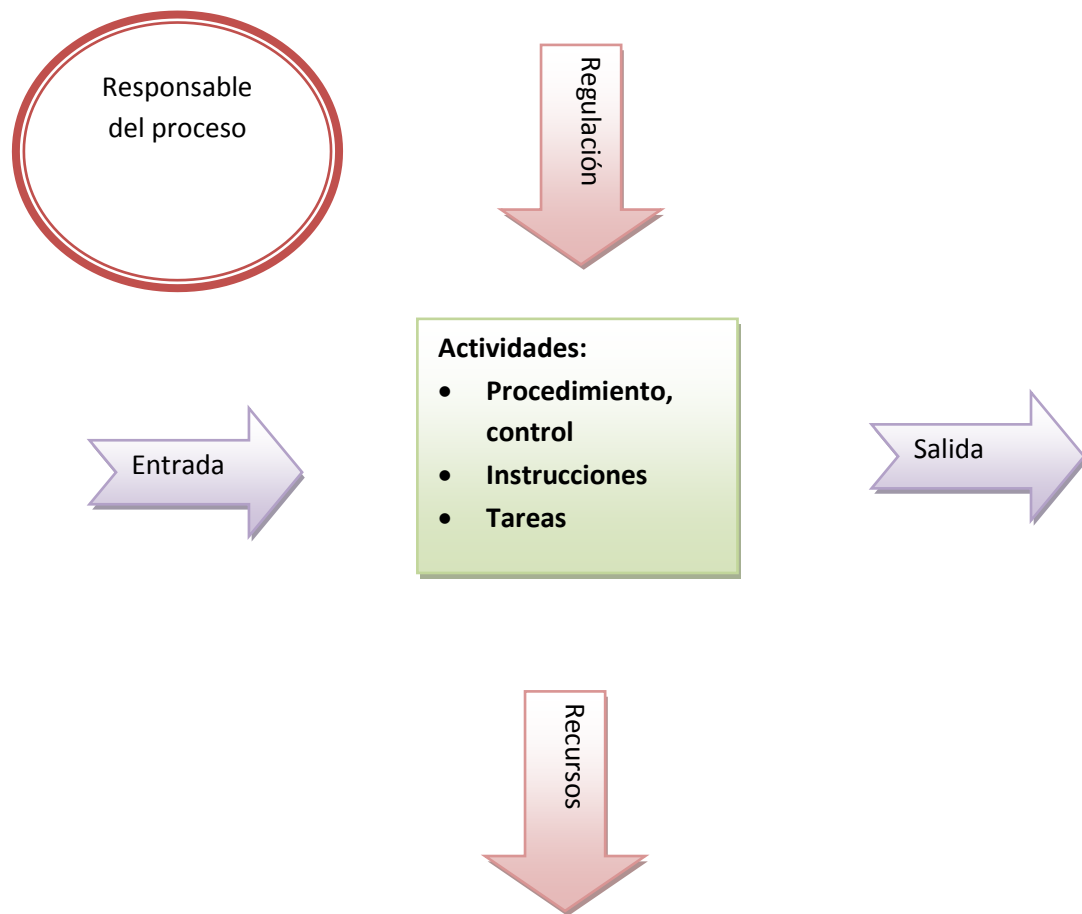 Responsable
del proceso
Regulación
Actividades:
• Procedimiento,
control
• Instrucciones
• Tareas
Entrada
Salida
Recursos